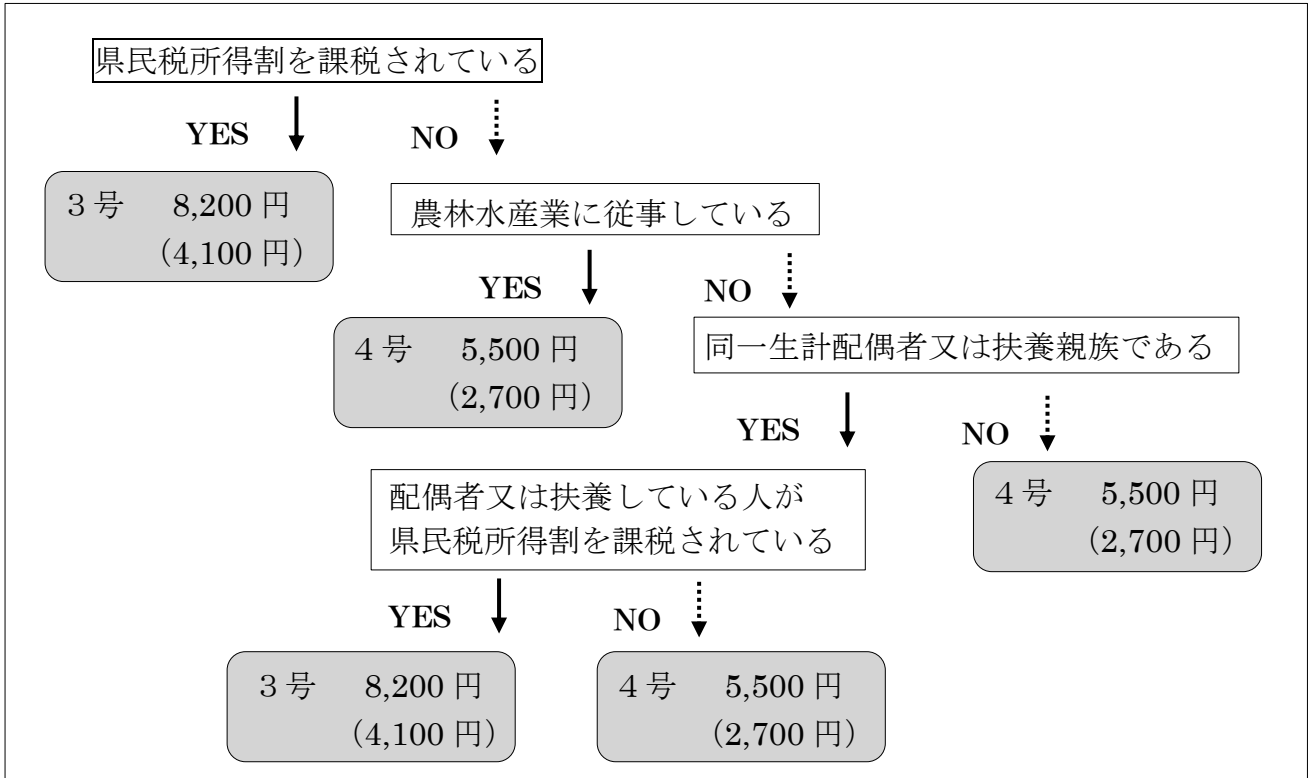 県民税所得割を課税されている
YES NO
3号 8,200円
(4,100円)
農林水産業に従事している
YES NO
4号 5,500円
(2,700円)
同一生計配偶者又は扶養親族である
YES NO
配偶者又は扶養している人が
県民税所得割を課税されている
4号 5,500円
(2,700円)
YES NO
3号 8,200円
(4,100円)
4号 5,500円
(2,700円)